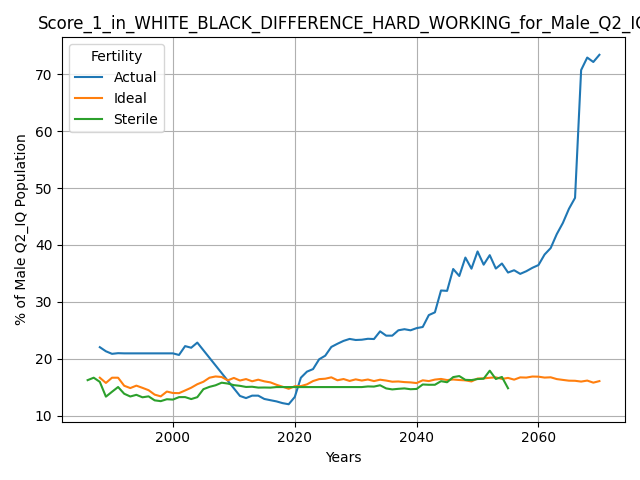 Score_1_in_WHITE_BLACK_DIFFERENCE_HARD_WORKING_for_Male_Q2_IQ
Fertility
Actual
Ideal
Sterile
70
60
50
40
30
20
10
% of Male Q2_IQ Population
2000 2020 2040 2060
Years